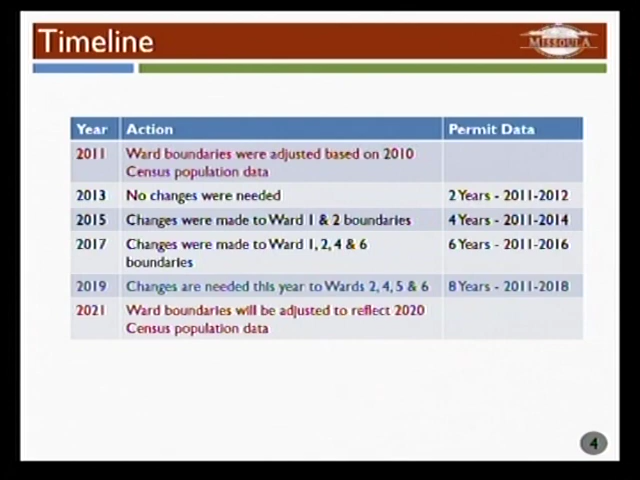 Timeline
MISSOULA
Year Action Permit Data
2011 Ward boundaries were adjusted based on 2010
Census population data
2013 No changes were needed 2 Years - 2011-2012
2015 Changes were made to Ward 1 & 2 boundaries 4 Years - 2011-2014
2017 Changes were made to Ward 1, 2, 4 & 6 6 Years - 2011-2016
boundaries
2019 Changes are needed this year to Wards 2, 4, 5 & 6 8 Years - 2011-2018
2021 Ward boundaries will be adjusted to reflect 2020
Census population data
4